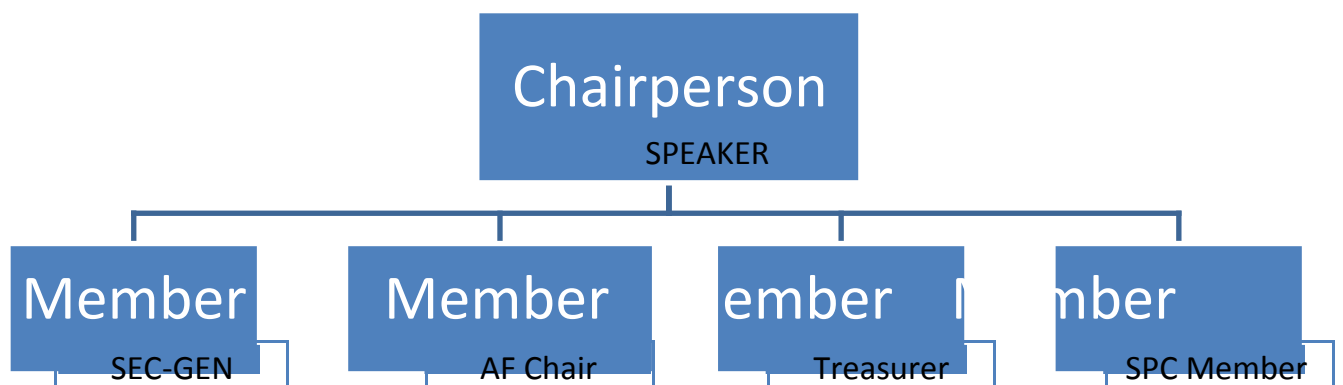 Chairperson
SPEAKER
Member Member ember M mber
SEC-GEN AF Chair Treasurer SPC Member